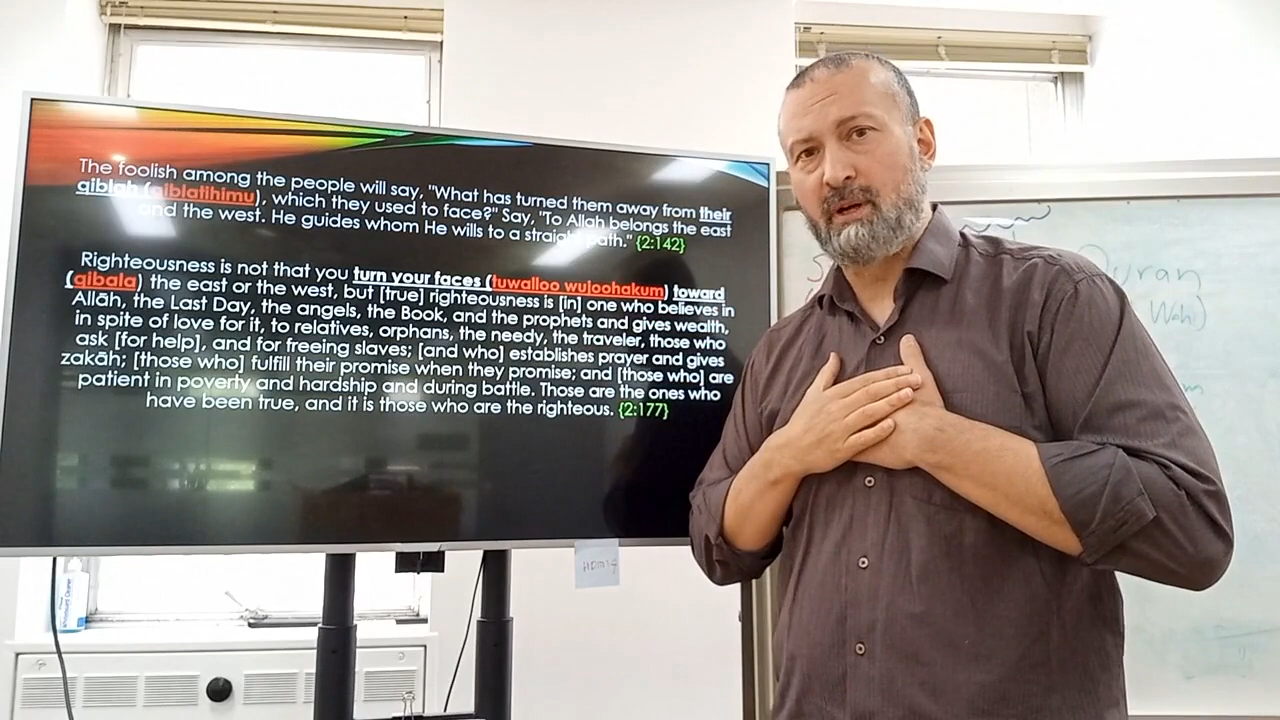 The foolish among the people will say, "What has turned them away from their
qiblah (qiblatihimu), which they used to face?" Say, "To Allah belongs the east
and the west. He guides whom He wills to a straight path." {2:142}
Righteousness is not that you turn your faces (tuwalloo wujoohakum) toward
(qibala) the east or the west, but [true] righteousness is [in] one who believes in
Allāh, the Last Day, the angels, the Book, and the prophets and gives wealth,
in spite of love for it, to relatives, orphans, the needy, the traveler, those who
ask [for help], and for freeing slaves; [and who] establishes prayer and gives
zakāh; [those who] fulfill their promise when they promise; and [those who] are
patient in poverty and hardship and during battle. Those are the ones who
have been true, and it is those who are the righteous. {2:177}
HDMI
Quran
Wahi)